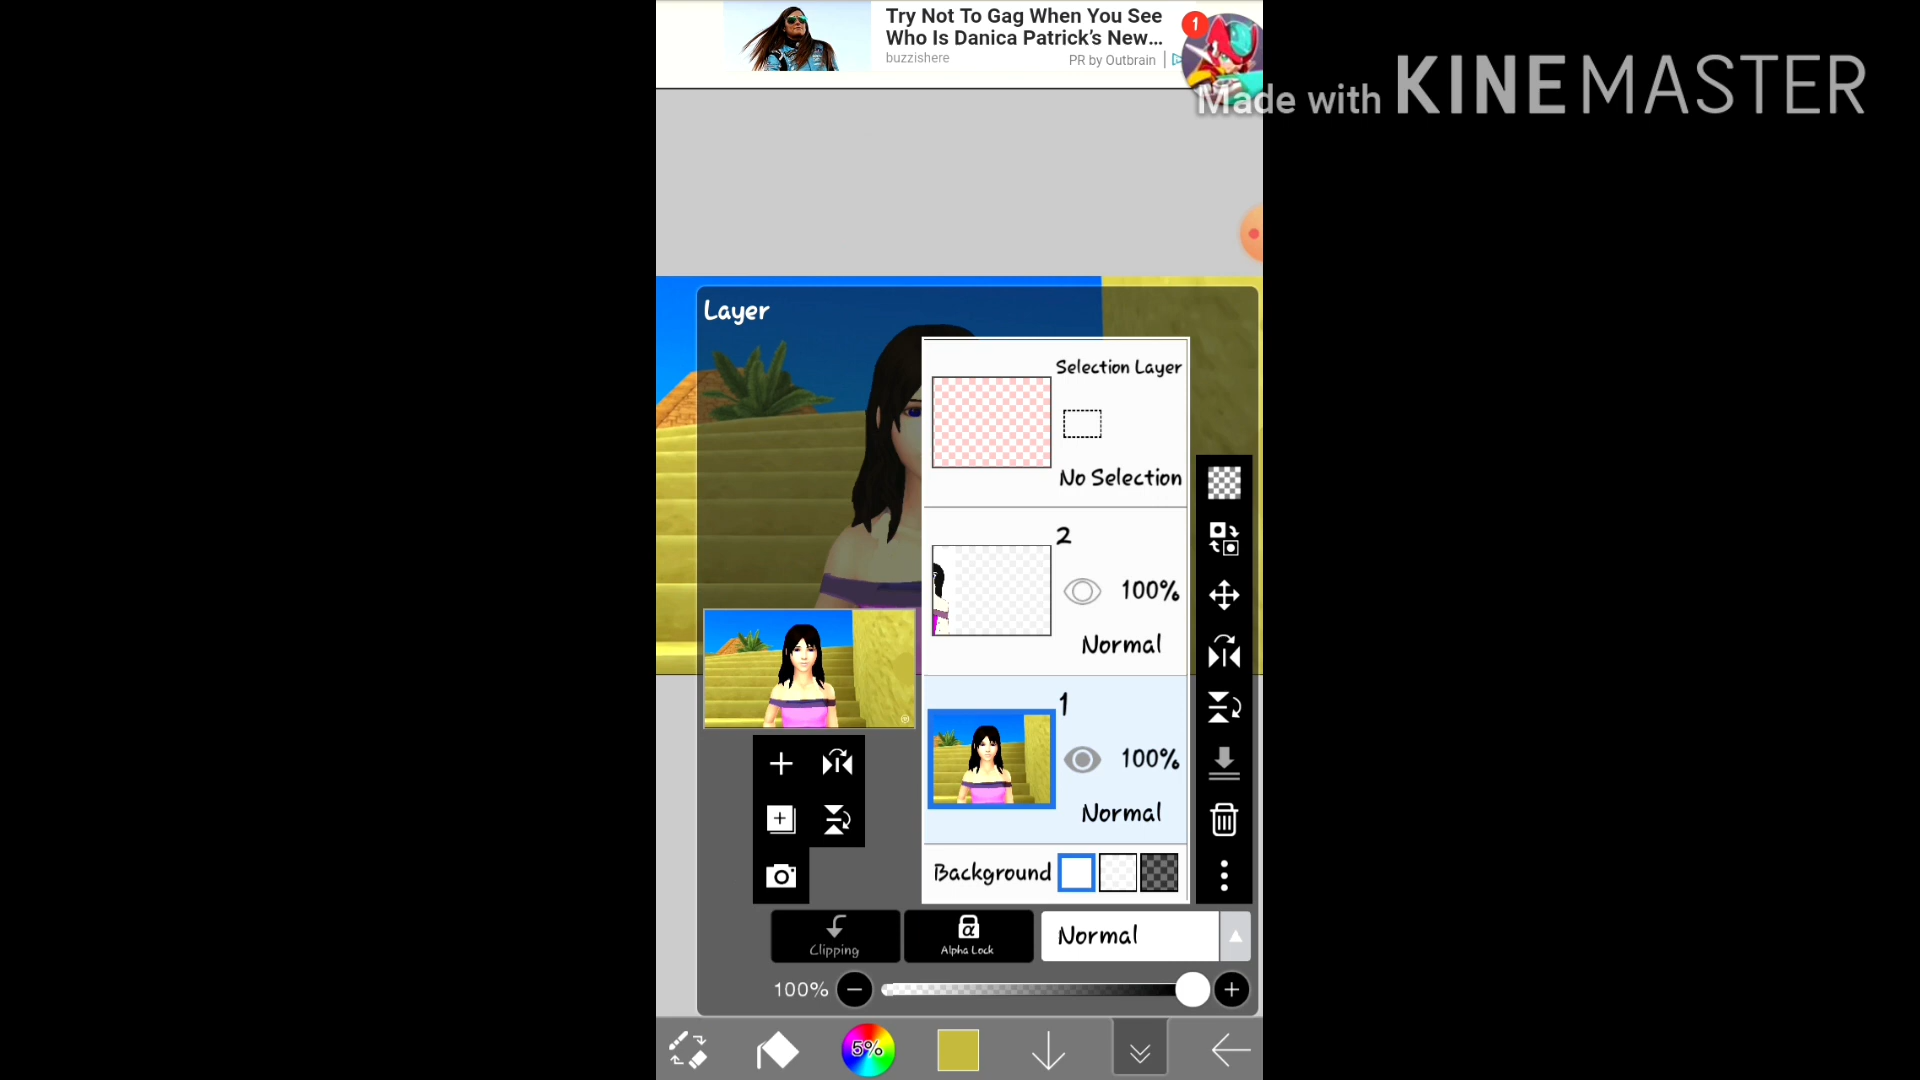 Try Not To Gag When You See
Who Is Danica Patrick's New...
buzzishere
PR by Outbrain
1
Made with KINEMASTER
Layer
Selection Layer
No Selection
2
100%
Normal
1
100%
Normal
Background
Clipping
α
Alpha Lock
Normal
100%
5%